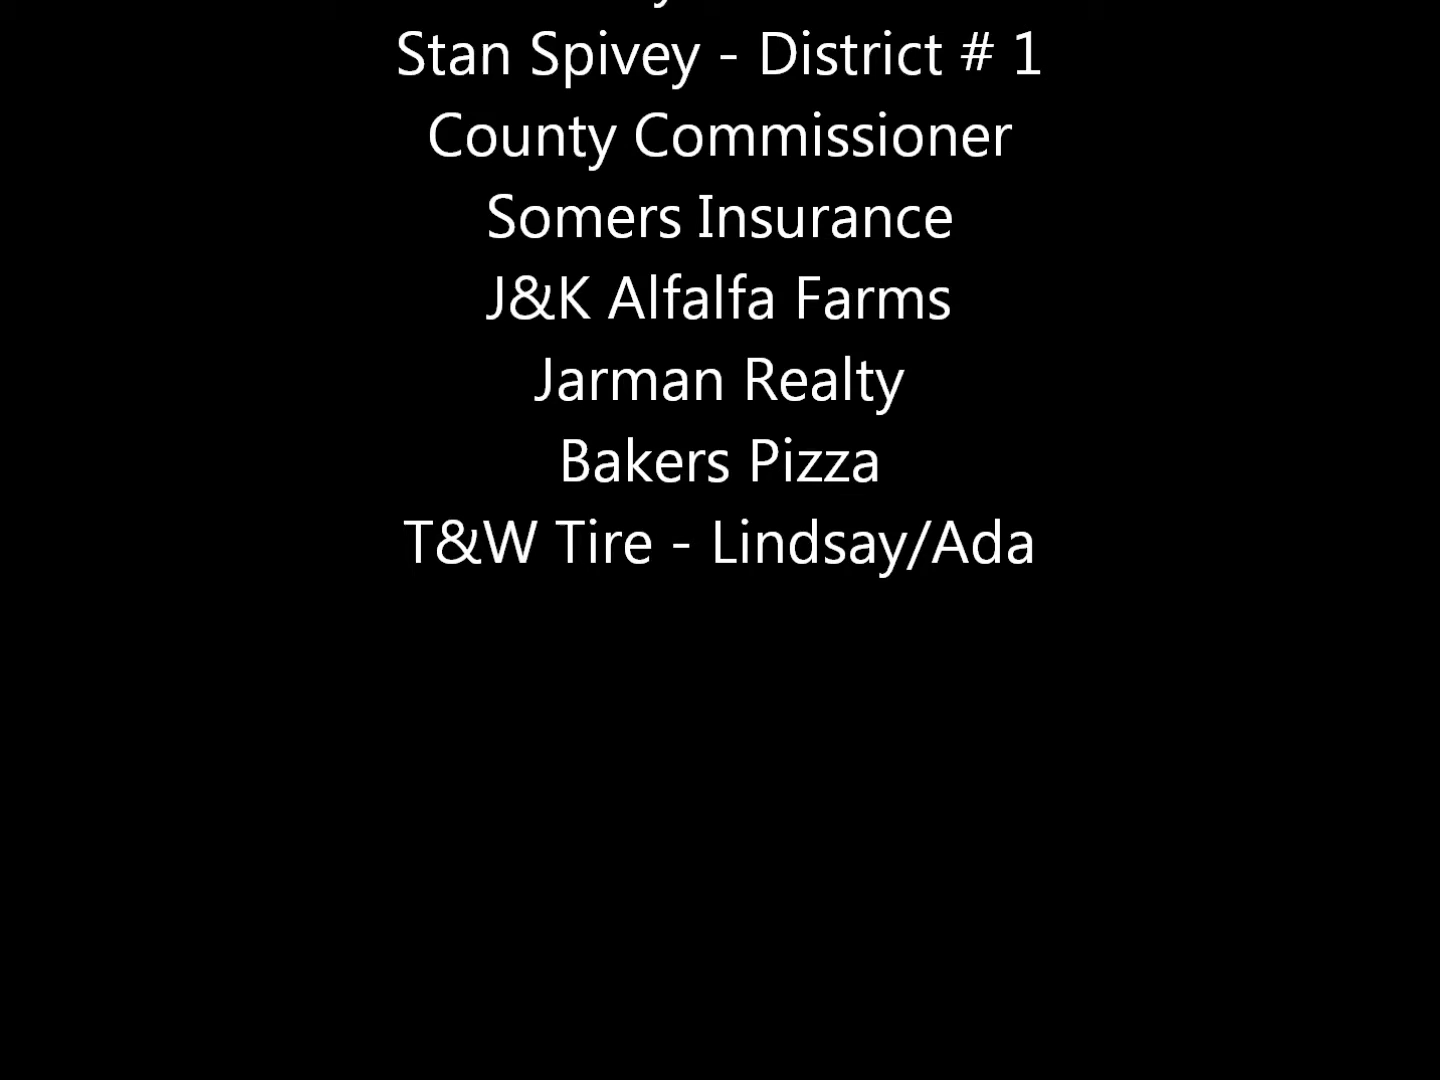 Stan Spivey - District # 1
County Commissioner
Somers Insurance
J&K Alfalfa Farms
Jarman Realty
Bakers Pizza
T&W Tire - Lindsay/Ada